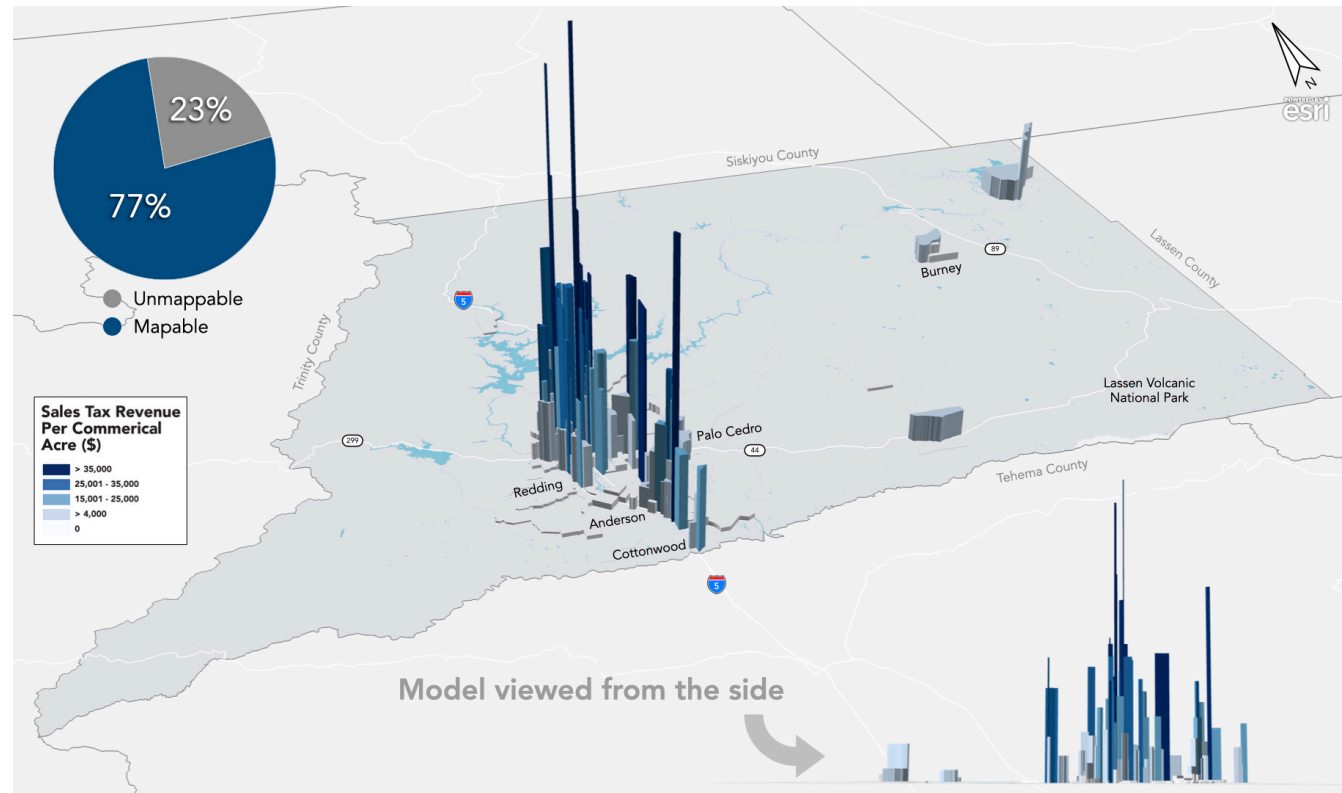 23%
77%
Unmappable
Mapable
Sales Tax Revenue
Per Commerical
Acre ($)
> 35,000
25,001 - 35,000
15,001 - 25,000
> 4,000
0
N
POWERED BY
esri
Siskiyou County
Lassen County
Trinity County
Tehema County
5
89
Burney
Lassen Volcanic
National Park
299
Palo Cedro
44
Redding
Anderson
Cottonwood
5
Model viewed from the side